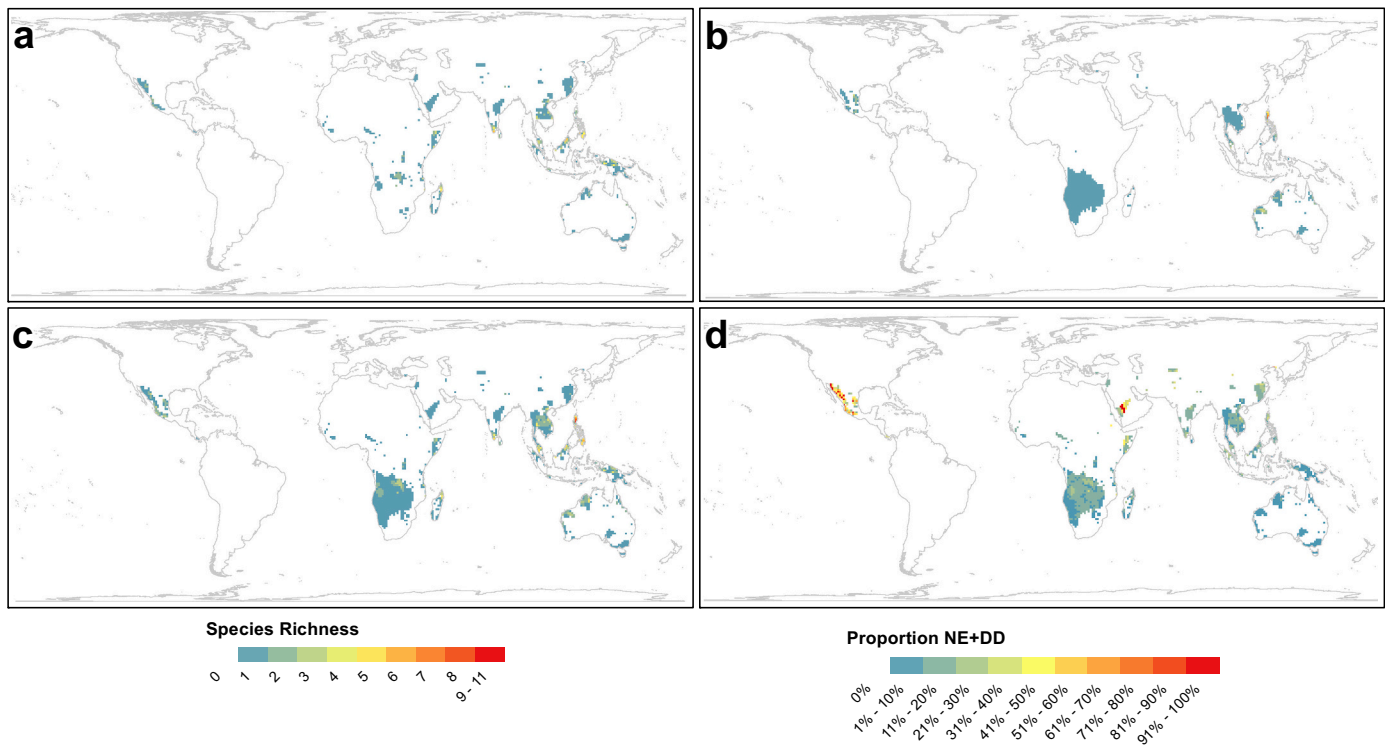 a
b
c
d
Species Richness
0
1
2
3
4
5
6
7
8
9 - 11
Proportion NE+DD
0%
1% - 10%
11% - 20%
21% - 30%
31% - 40%
41% - 50%
51% - 60%
61% - 70%
71% - 80%
81% - 90%
91% - 100%